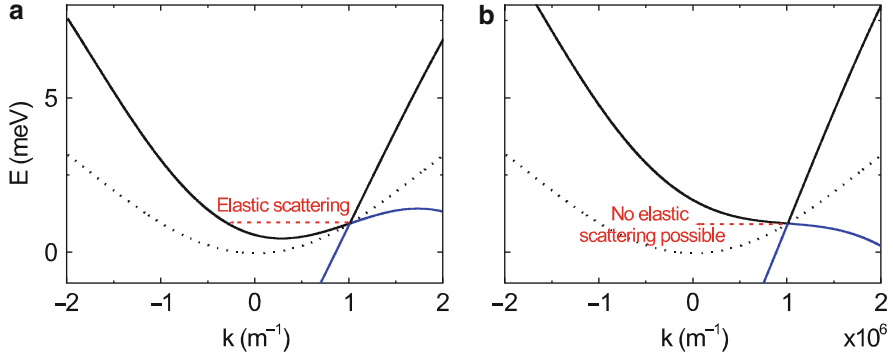 a
b
5
0
E (meV)
Elastic scattering
No elastic
scattering possible
−2
−1
0
1
2
−2
−1
0
1
2
k (m⁻¹)
k (m⁻¹)
x10⁶